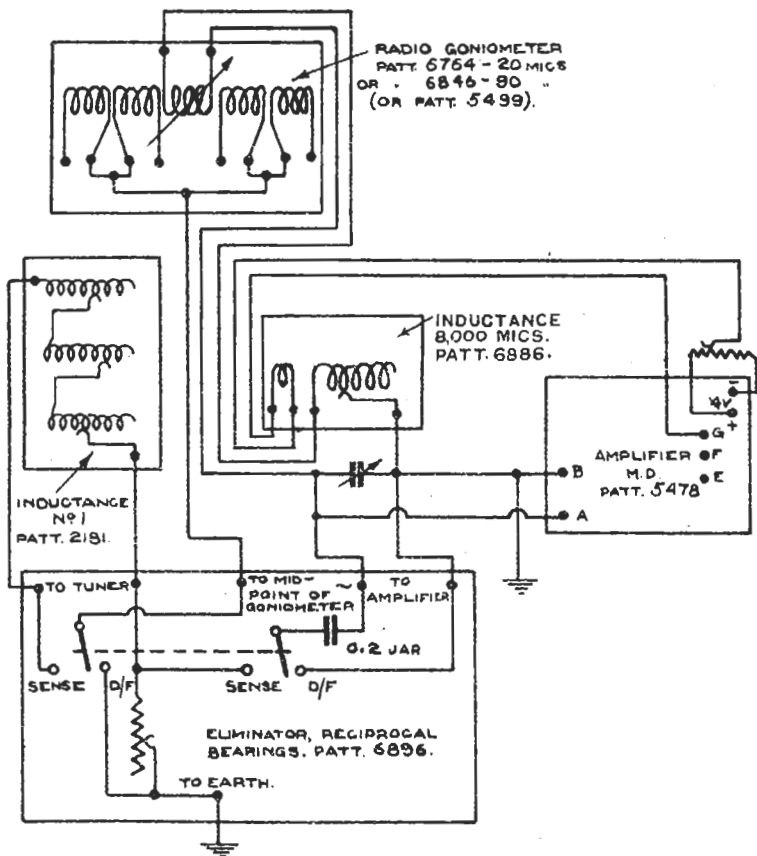 RADIO GONIOMETER
PATT. 6764 - 20 MICS
OR " 6846 - 90 "
(OR PATT. 5499).
INDUCTANCE
8,000 MICS.
PATT. 6886.
-
4V
+
G
F
E
AMPLIFIER
M.D.
PATT. 5478
B
A
INDUCTANCE
Nº 1
PATT. 2181.
TO TUNER
TO MID-
POINT OF
GONIOMETER
~
TO
AMPLIFIER
0.2 JAR
SENSE
D/F
SENSE
D/F
ELIMINATOR, RECIPROCAL
BEARINGS. PATT. 6896.
TO EARTH.